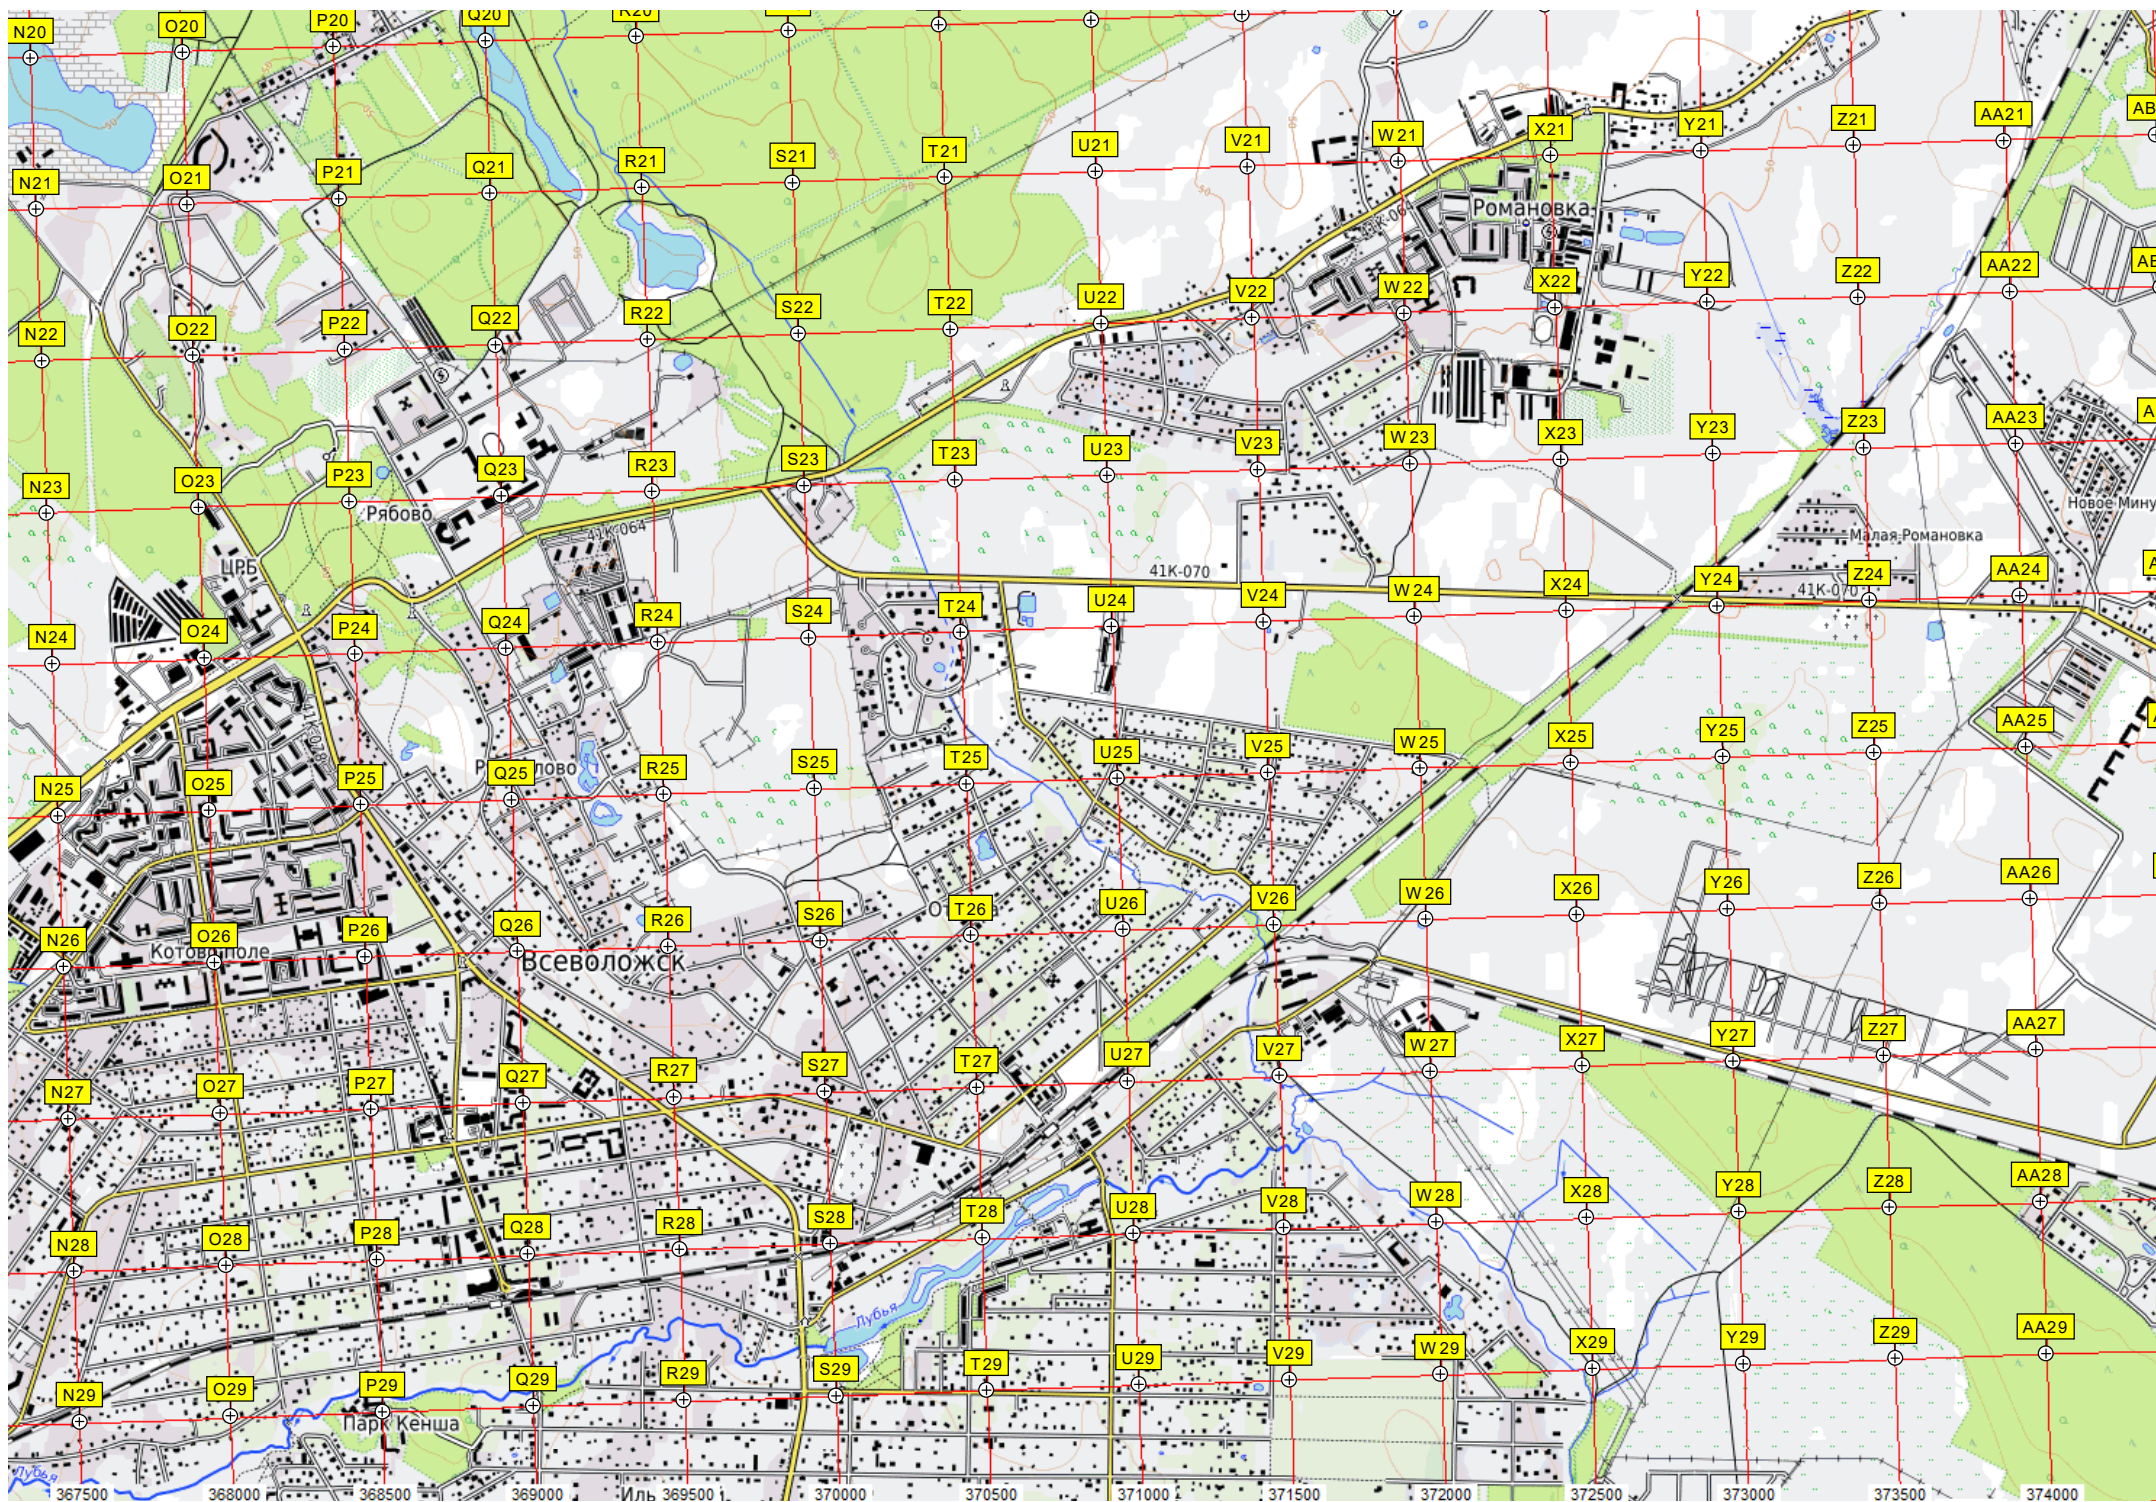 N20 O20 P20 Q20 R20
N21 O21 P21 Q21 R21 S21 T21 U21 V21 W21 X21 Y21 Z21 AA21
41K-064
Романовка
N22 O22 P22 Q22 R22 S22 T22 U22 V22 W22 X22 Y22 Z22 AA22
N23 O23 P23 Q23 R23 S23 T23 U23 V23 W23 X23 Y23 Z23 AA23
Рябово
41K-064
Новое Мину
Малая Романовка
ЦРБ
41K-070
41K-070
N24 O24 P24 Q24 R24 S24 T24 U24 V24 W24 X24 Y24 Z24 AA24
N25 O25 P25 Q25 R25 S25 T25 U25 V25 W25 X25 Y25 Z25 AA25
N26 O26 P26 Q26 R26 S26 T26 U26 V26 W26 X26 Y26 Z26 AA26
Всеволожск
N27 O27 P27 Q27 R27 S27 T27 U27 V27 W27 X27 Y27 Z27 AA27
N28 O28 P28 Q28 R28 S28 T28 U28 V28 W28 X28 Y28 Z28 AA28
Лубья
N29 O29 P29 Q29 R29 S29 T29 U29 V29 W29 X29 Y29 Z29 AA29
Парк Кенша
Лубья
367500 368000 368500 369000 369500 370000 370500 371000 371500 372000 372500 373000 373500 374000